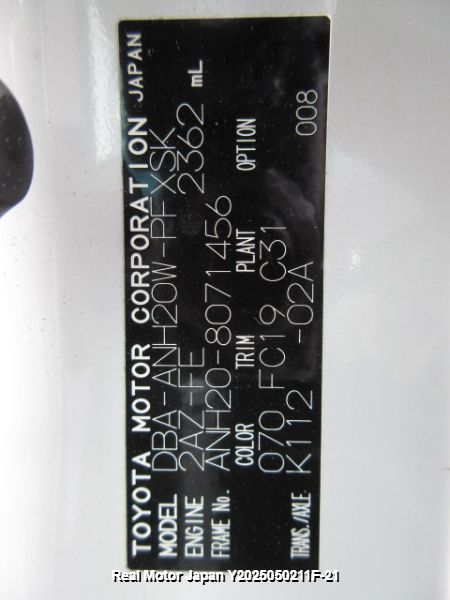 TOYOTA MOTOR CORPORATION JAPAN
MODEL DBA-ANH20W-PFXSK
ENGINE 2AZ-FE 2362 mL
FRAME No. ANH20-8071456
COLOR TRIM PLANT OPTION
070 FC19 C31
TRANS./AXLE K112 -02A 008
Real Motor Japan Y2025050211F-21